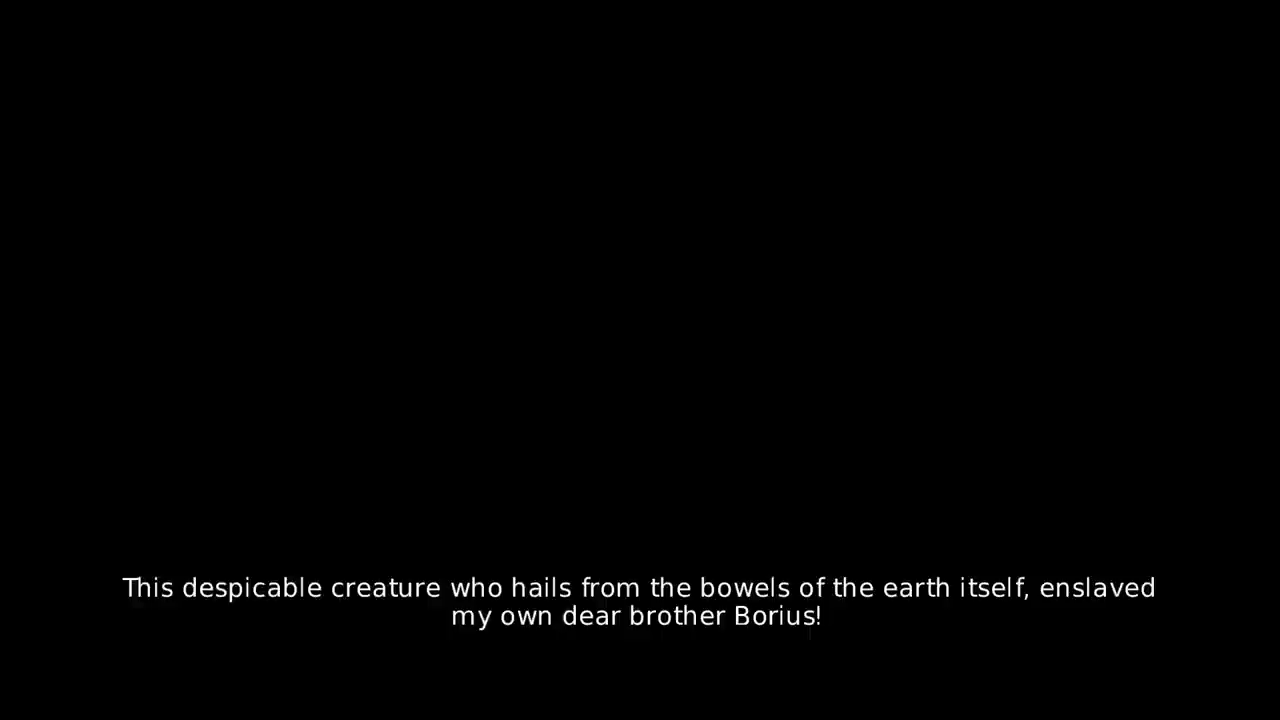 This despicable creature who hails from the bowels of the earth itself, enslaved
my own dear brother Borius!